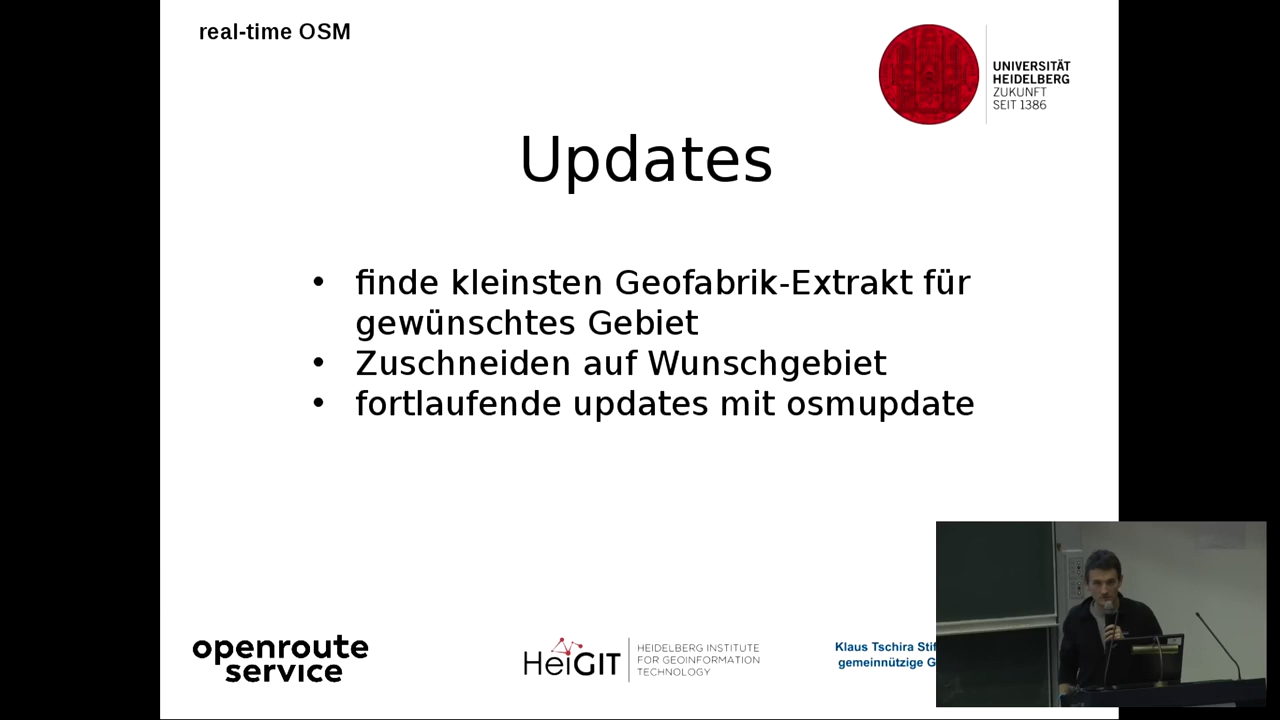 real-time OSM
UNIVERSITÄT
HEIDELBERG
ZUKUNFT
SEIT 1386
Updates
• finde kleinsten Geofabrik-Extrakt für
gewünschtes Gebiet
• Zuschneiden auf Wunschgebiet
• fortlaufende updates mit osmupdate
openroute
service
HeiGIT
HEIDELBERG INSTITUTE
FOR GEOINFORMATION
TECHNOLOGY
Klaus Tschira
gemeinnützige